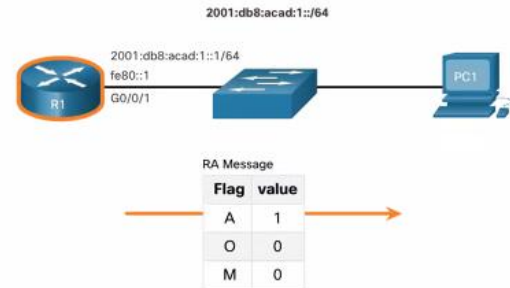 2001:db8:acad:1::/64
2001:db8:acad:1::1/64
fe80::1
G0/0/1
R1
PC1
RA Message
Flag value
A 1
O 0
M 0